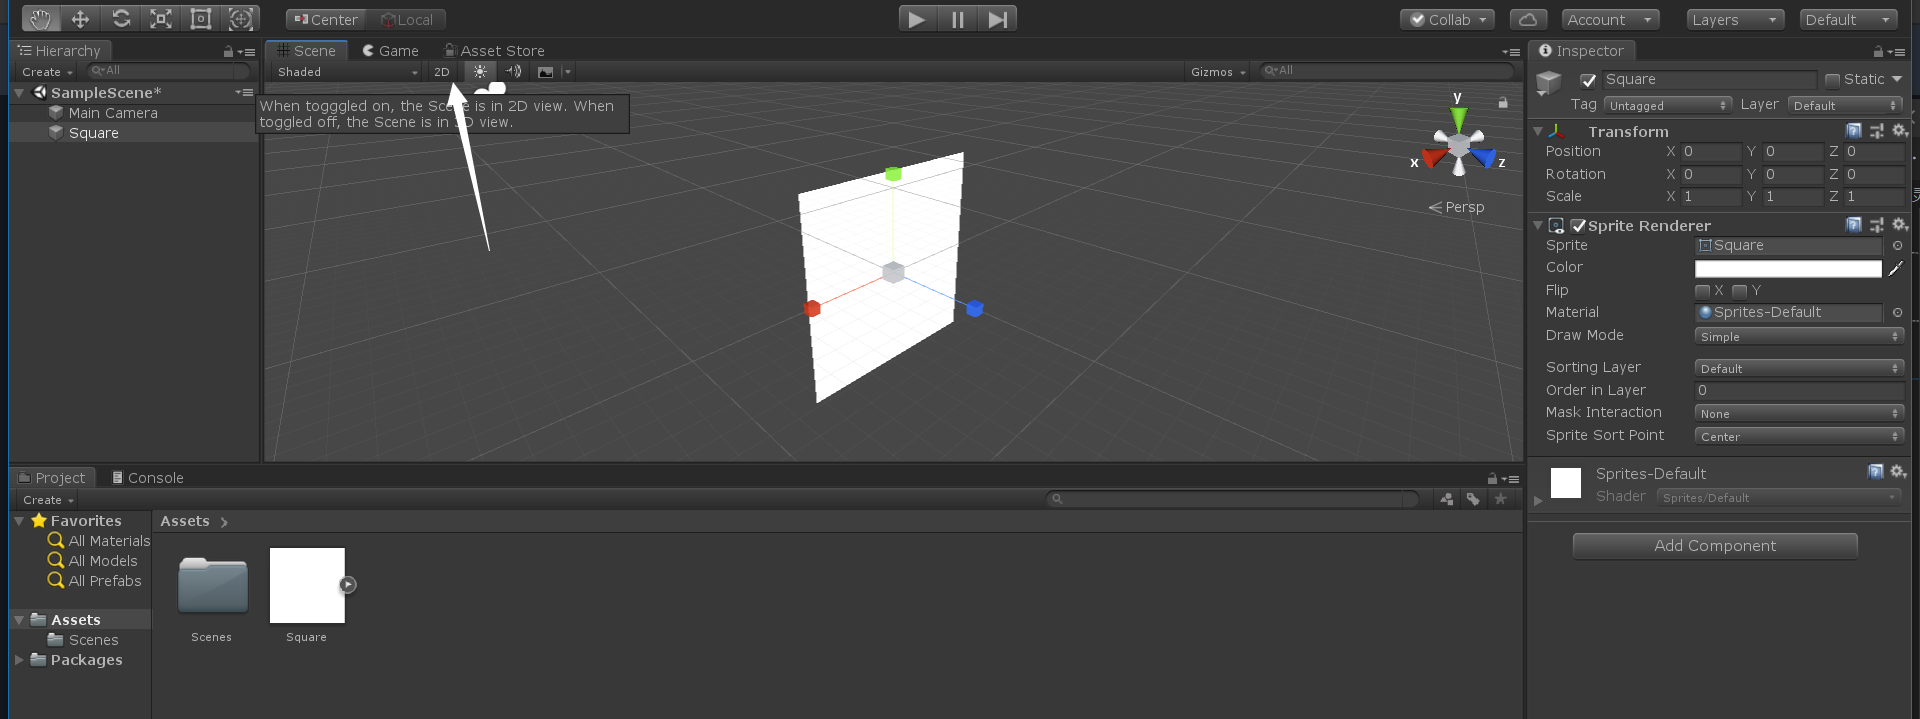 Center
Local
Collab
Account
Layers
Default
Hierarchy
Create
All
SampleScene*
Main Camera
Square
Scene
Game
Asset Store
Shaded
2D
Gizmos
All
When togggled on, the Scene is in 2D view. When
toggled off, the Scene is in 3D view.
y
x
z
Persp
Inspector
Square
Static
Tag
Untagged
Layer
Default
Transform
Position X 0 Y 0 Z 0
Rotation X 0 Y 0 Z 0
Scale X 1 Y 1 Z 1
Sprite Renderer
Sprite
Square
Color
Flip X Y
Material
Sprites-Default
Draw Mode
Simple
Sorting Layer
Default
Order in Layer
0
Mask Interaction
None
Sprite Sort Point
Center
Sprites-Default
Shader
Sprites/Default
Add Component
Project
Console
Create
Favorites
All Materials
All Models
All Prefabs
Assets
Scenes
Packages
Assets
Scenes
Square